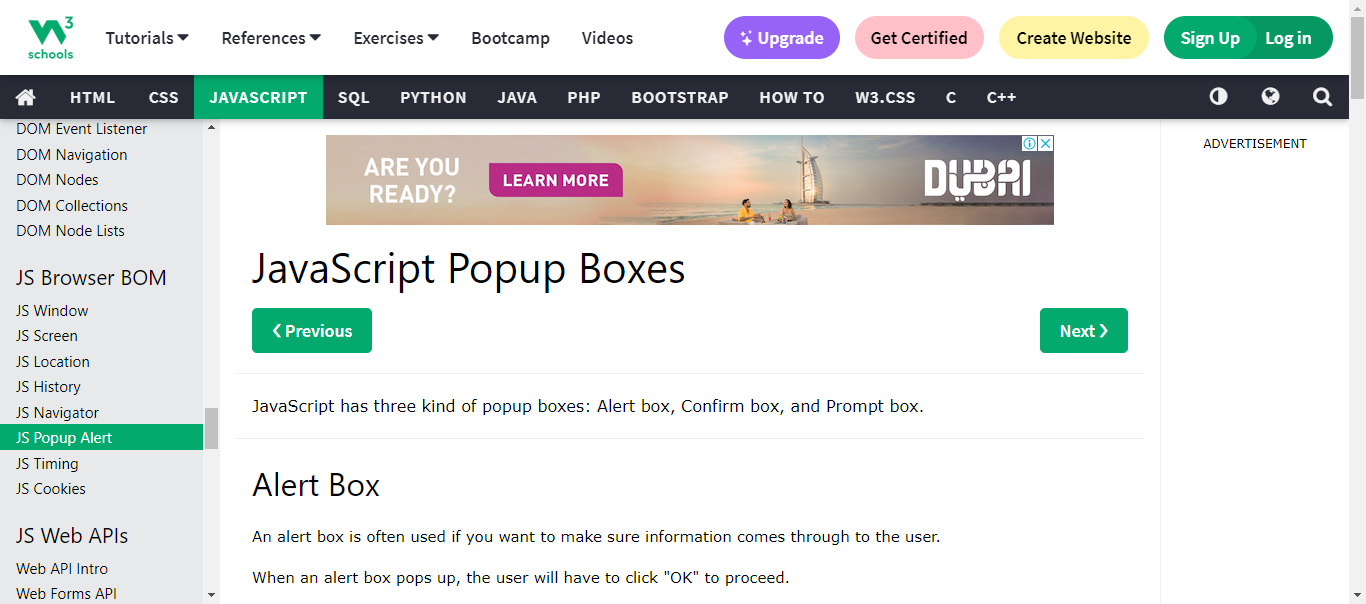 3
schools
Tutorials References Exercises Bootcamp Videos Upgrade Get Certified Create Website Sign Up Log in
HTML CSS JAVASCRIPT SQL PYTHON JAVA PHP BOOTSTRAP HOW TO W3.CSS C C++
DOM Event Listener
DOM Navigation
DOM Nodes
DOM Collections
DOM Node Lists
JS Browser BOM
JS Window
JS Screen
JS Location
JS History
JS Navigator
JS Popup Alert
JS Timing
JS Cookies
JS Web APIs
Web API Intro
Web Forms API
ARE YOU
READY?
LEARN MORE
DUBAI
ADVERTISEMENT
JavaScript Popup Boxes
❮ Previous
Next ❯
JavaScript has three kind of popup boxes: Alert box, Confirm box, and Prompt box.
Alert Box
An alert box is often used if you want to make sure information comes through to the user.
When an alert box pops up, the user will have to click "OK" to proceed.